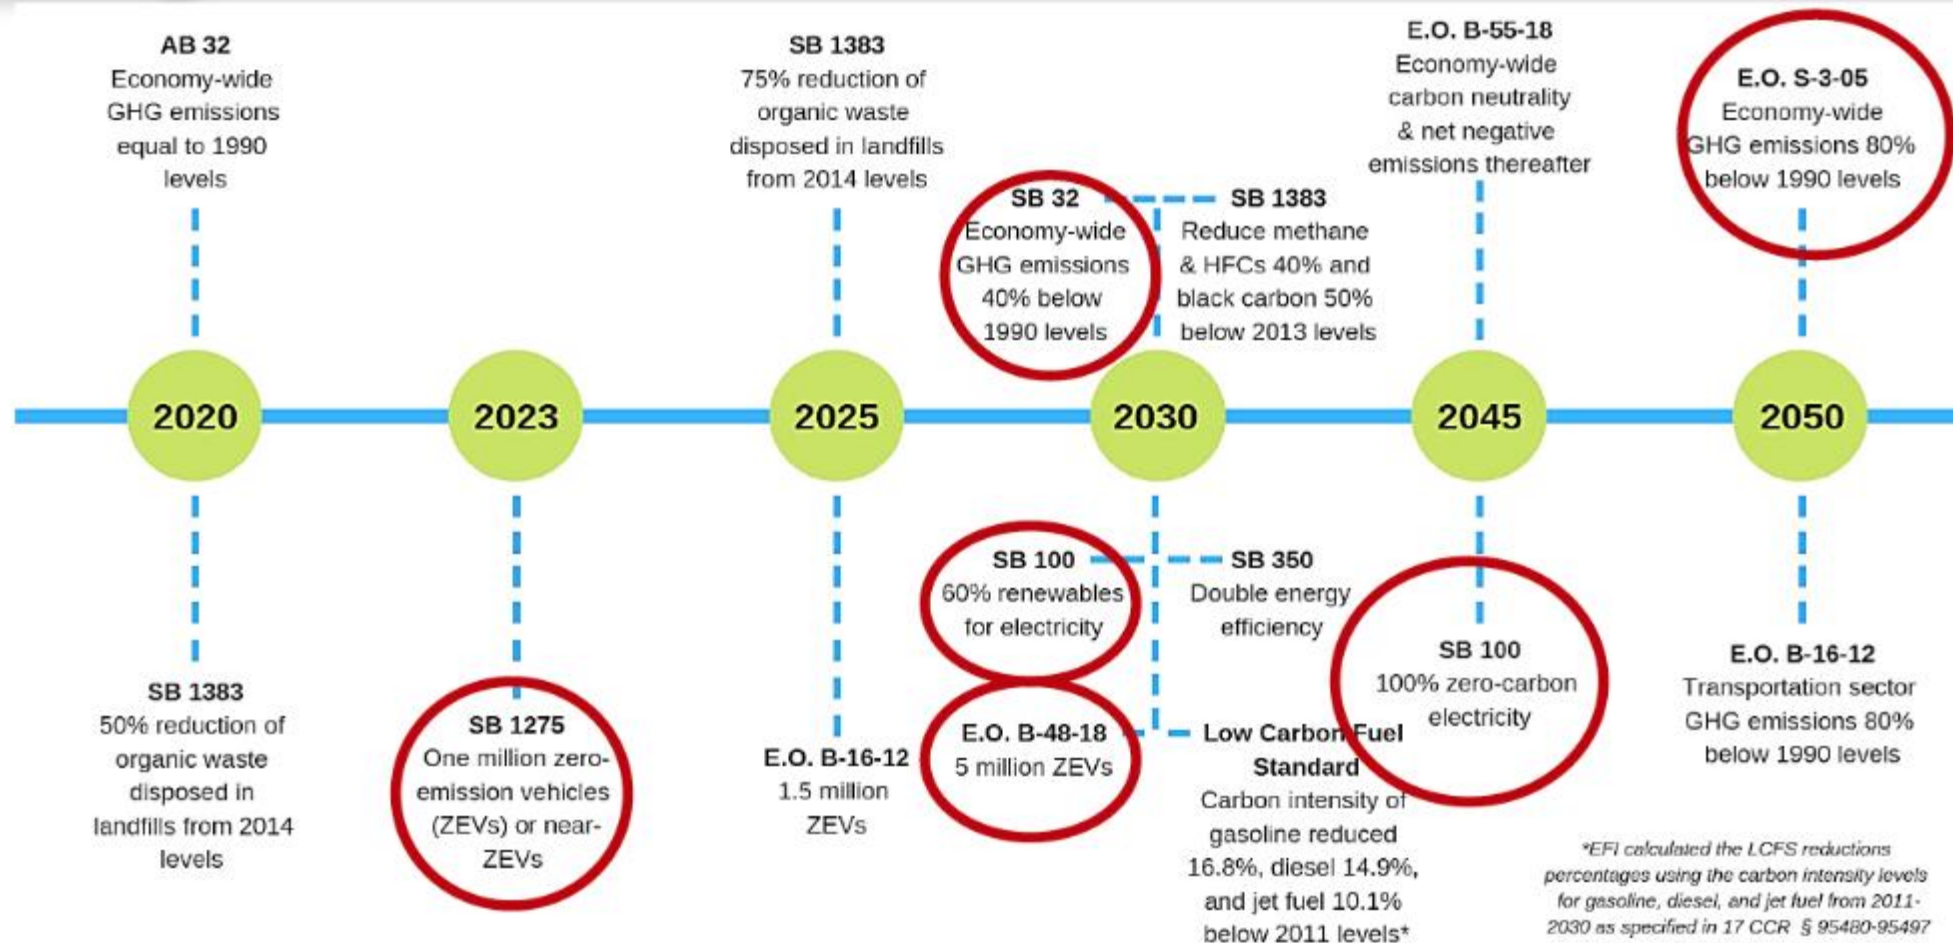 AB 32
Economy-wide
GHG emissions
equal to 1990
levels
SB 1383
75% reduction of
organic waste
disposed in landfills
from 2014 levels
SB 32
Economy-wide
GHG emissions
40% below
1990 levels
SB 1383
Reduce methane
& HFCs 40% and
black carbon 50%
below 2013 levels
E.O. B-55-18
Economy-wide
carbon neutrality
& net negative
emissions thereafter
E.O. S-3-05
Economy-wide
GHG emissions 80%
below 1990 levels
2020
2023
2025
2030
2045
2050
SB 1383
50% reduction of
organic waste
disposed in
landfills from 2014
levels
SB 1275
One million zero-
emission vehicles
(ZEVs) or near-
ZEVs
E.O. B-16-12
1.5 million
ZEVs
SB 100
60% renewables
for electricity
E.O. B-48-18
5 million ZEVs
SB 350
Double energy
efficiency
Low Carbon Fuel
Standard
Carbon intensity of
gasoline reduced
16.8%, diesel 14.9%,
and jet fuel 10.1%
below 2011 levels*
SB 100
100% zero-carbon
electricity
E.O. B-16-12
Transportation sector
GHG emissions 80%
below 1990 levels
*EFI calculated the LCFS reductions
percentages using the carbon intensity levels
for gasoline, diesel, and jet fuel from 2011-
2030 as specified in 17 CCR § 95480-95497